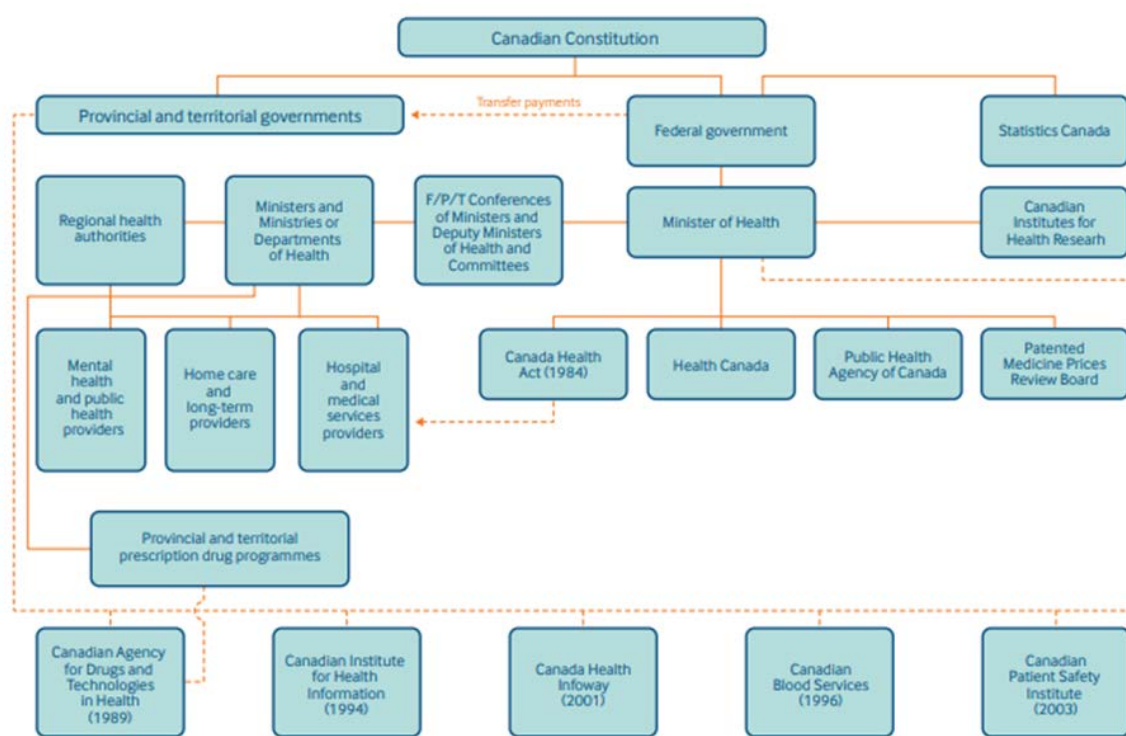 Canadian Constitution
Provincial and territorial governments
Transfer payments
Federal government
Statistics Canada
Regional health
authorities
Ministers and
Ministries or
Departments
of Health
F/P/T Conferences
of Ministers and
Deputy Ministers
of Health and
Committees
Minister of Health
Canadian
Institutes for
Health Researh
Mental
health
and public
health
providers
Home care
and
long-term
providers
Hospital
and
medical
services
providers
Canada Health
Act (1984)
Health Canada
Public Health
Agency of Canada
Patented
Medicine Prices
Review Board
Provincial and territorial
prescription drug programmes
Canadian Agency
for Drugs and
Technologies
in Health
(1989)
Canadian Institute
for Health
Information
(1994)
Canada Health
Infoway
(2001)
Canadian
Blood Services
(1996)
Canadian
Patient Safety
Institute
(2003)